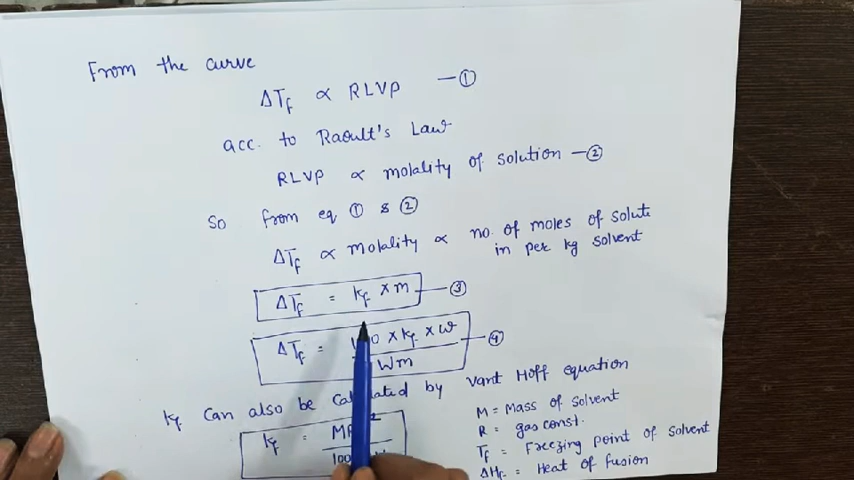 From the curve
ΔTf ∝ RLVP —①
acc. to Raoult's Law
RLVP ∝ molality of solution —②
So from eq ① & ②
ΔTf ∝ molality ∝ no. of moles of solute
in per kg solvent
ΔTf = kf × m —③
ΔTf = × kf × w —④
Wm
kf can also be by vant Hoff equation
M = Mass of solvent
R = gas const.
Tf = Freezing point of solvent
ΔHf = Heat of fusion
kf =